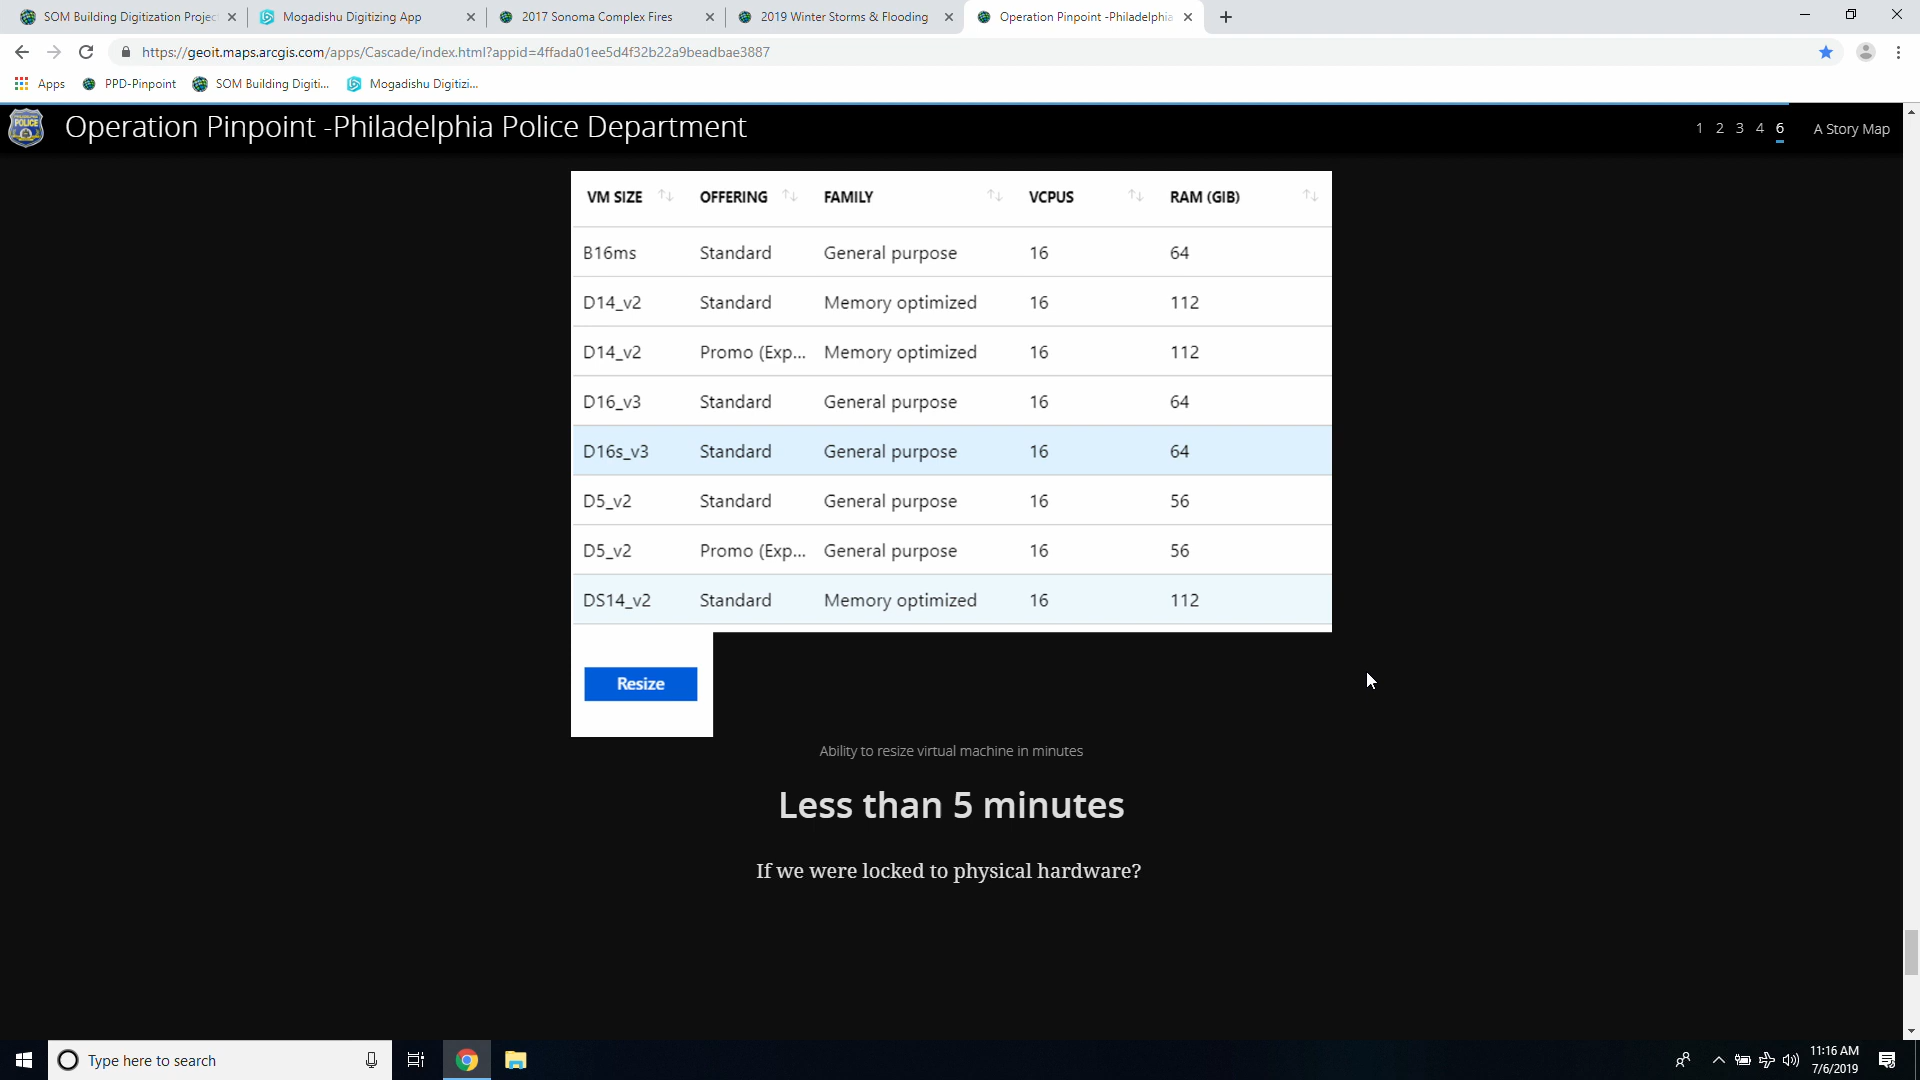 SOM Building Digitization Projec
Mogadishu Digitizing App
2017 Sonoma Complex Fires
2019 Winter Storms & Flooding
Operation Pinpoint -Philadelphia
https://geoit.maps.arcgis.com/apps/Cascade/index.html?appid=4ffada01ee5d4f32b22a9beadbae3887
Apps PPD-Pinpoint SOM Building Digiti... Mogadishu Digitizi...
Operation Pinpoint -Philadelphia Police Department
1 2 3 4 6 A Story Map
VM SIZE OFFERING FAMILY VCPUS RAM (GIB)
B16ms Standard General purpose 16 64
D14_v2 Standard Memory optimized 16 112
D14_v2 Promo (Exp... Memory optimized 16 112
D16_v3 Standard General purpose 16 64
D16s_v3 Standard General purpose 16 64
D5_v2 Standard General purpose 16 56
D5_v2 Promo (Exp... General purpose 16 56
DS14_v2 Standard Memory optimized 16 112
Resize
Ability to resize virtual machine in minutes
Less than 5 minutes
If we were locked to physical hardware?
Type here to search
11:16 AM
7/6/2019